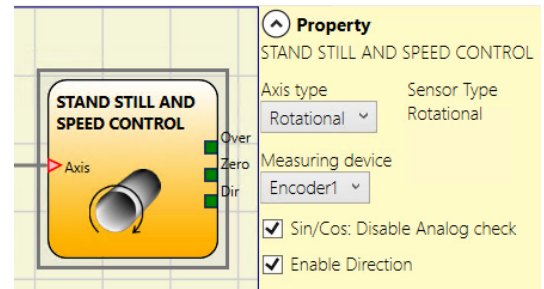 STAND STILL AND
SPEED CONTROL
Axis
Over
Zero
Dir
Property
STAND STILL AND SPEED CONTROL
Axis type
Sensor Type
Rotational
Rotational
Measuring device
Encoder1
Sin/Cos: Disable Analog check
Enable Direction